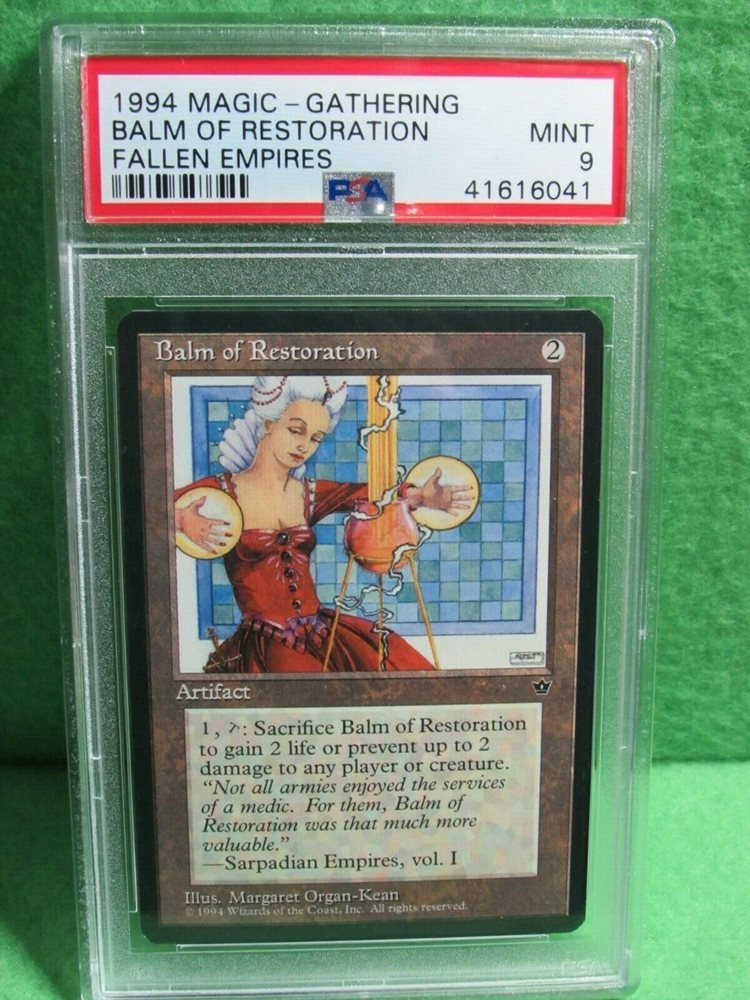 1994 MAGIC – GATHERING
BALM OF RESTORATION MINT
FALLEN EMPIRES 9
PSA 41616041
Balm of Restoration 2
Artifact
1, : Sacrifice Balm of Restoration
to gain 2 life or prevent up to 2
damage to any player or creature.
“Not all armies enjoyed the services
of a medic. For them, Balm of
Restoration was that much more
valuable.”
—Sarpadian Empires, vol. I
Illus. Margaret Organ-Kean
© 1994 Wizards of the Coast, Inc. All rights reserved.